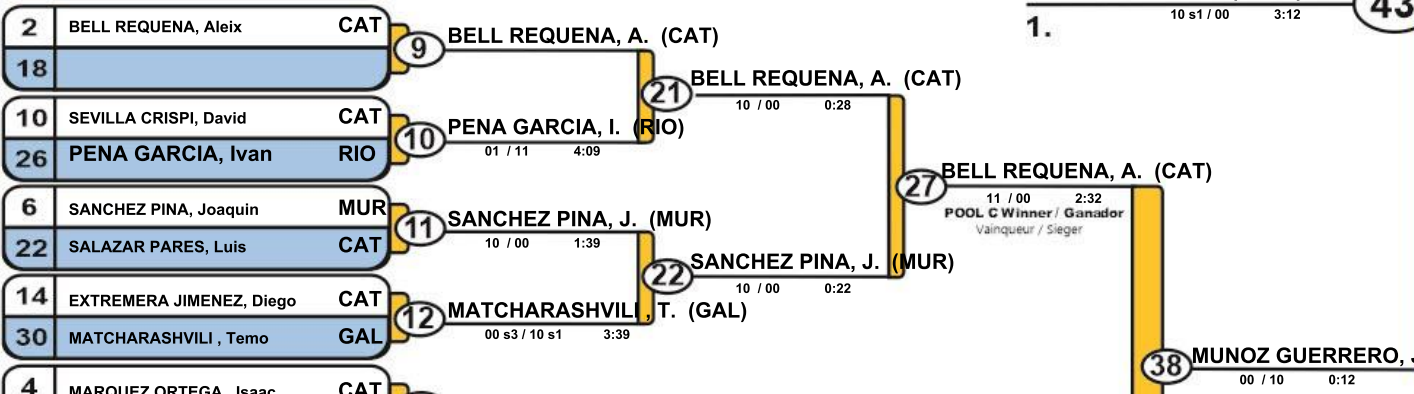 10 s1 / 00 3:12
43
1.
2 BELL REQUENA, Aleix CAT
18
9
BELL REQUENA, A. (CAT)
21
BELL REQUENA, A. (CAT)
10 / 00 0:28
10 SEVILLA CRISPI, David CAT
26 PENA GARCIA, Ivan RIO
10
PENA GARCIA, I. (RIO)
01 / 11 4:09
27
BELL REQUENA, A. (CAT)
11 / 00 2:32
POOL C Winner / Ganador
Vainqueur / Sieger
6 SANCHEZ PINA, Joaquin MUR
22 SALAZAR PARES, Luis CAT
11
SANCHEZ PINA, J. (MUR)
10 / 00 1:39
22
SANCHEZ PINA, J. (MUR)
10 / 00 0:22
14 EXTREMERA JIMENEZ, Diego CAT
30 MATCHARASHVILI , Temo GAL
12
MATCHARASHVILI , T. (GAL)
00 s3 / 10 s1 3:39
38
MUNOZ GUERRERO,
00 / 10 0:12
4 MARQUEZ ORTEGA, Isaac CAT